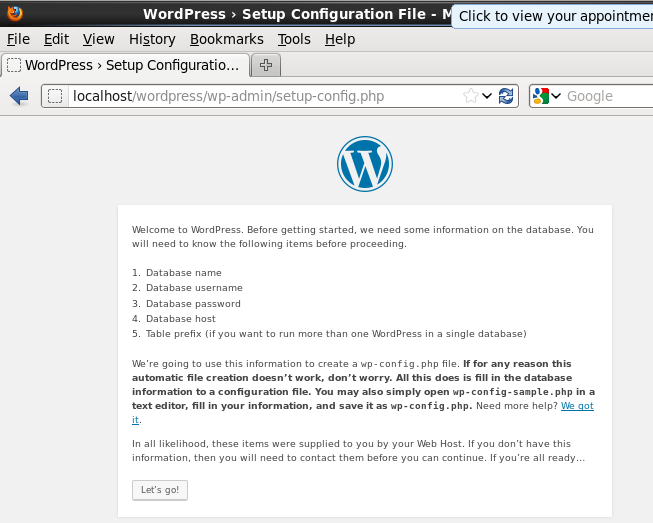 WordPress › Setup Configuration File - M
Click to view your appointmen
File Edit View History Bookmarks Tools Help
WordPress › Setup Configuratio...
localhost/wordpress/wp-admin/setup-config.php
Google
W
Welcome to WordPress. Before getting started, we need some information on the database. You
will need to know the following items before proceeding.
1. Database name
2. Database username
3. Database password
4. Database host
5. Table prefix (if you want to run more than one WordPress in a single database)
We’re going to use this information to create a wp-config.php file. If for any reason this
automatic file creation doesn’t work, don’t worry. All this does is fill in the database
information to a configuration file. You may also simply open wp-config-sample.php in a
text editor, fill in your information, and save it as wp-config.php. Need more help? We got
it.
In all likelihood, these items were supplied to you by your Web Host. If you don’t have this
information, then you will need to contact them before you can continue. If you’re all ready…
Let’s go!